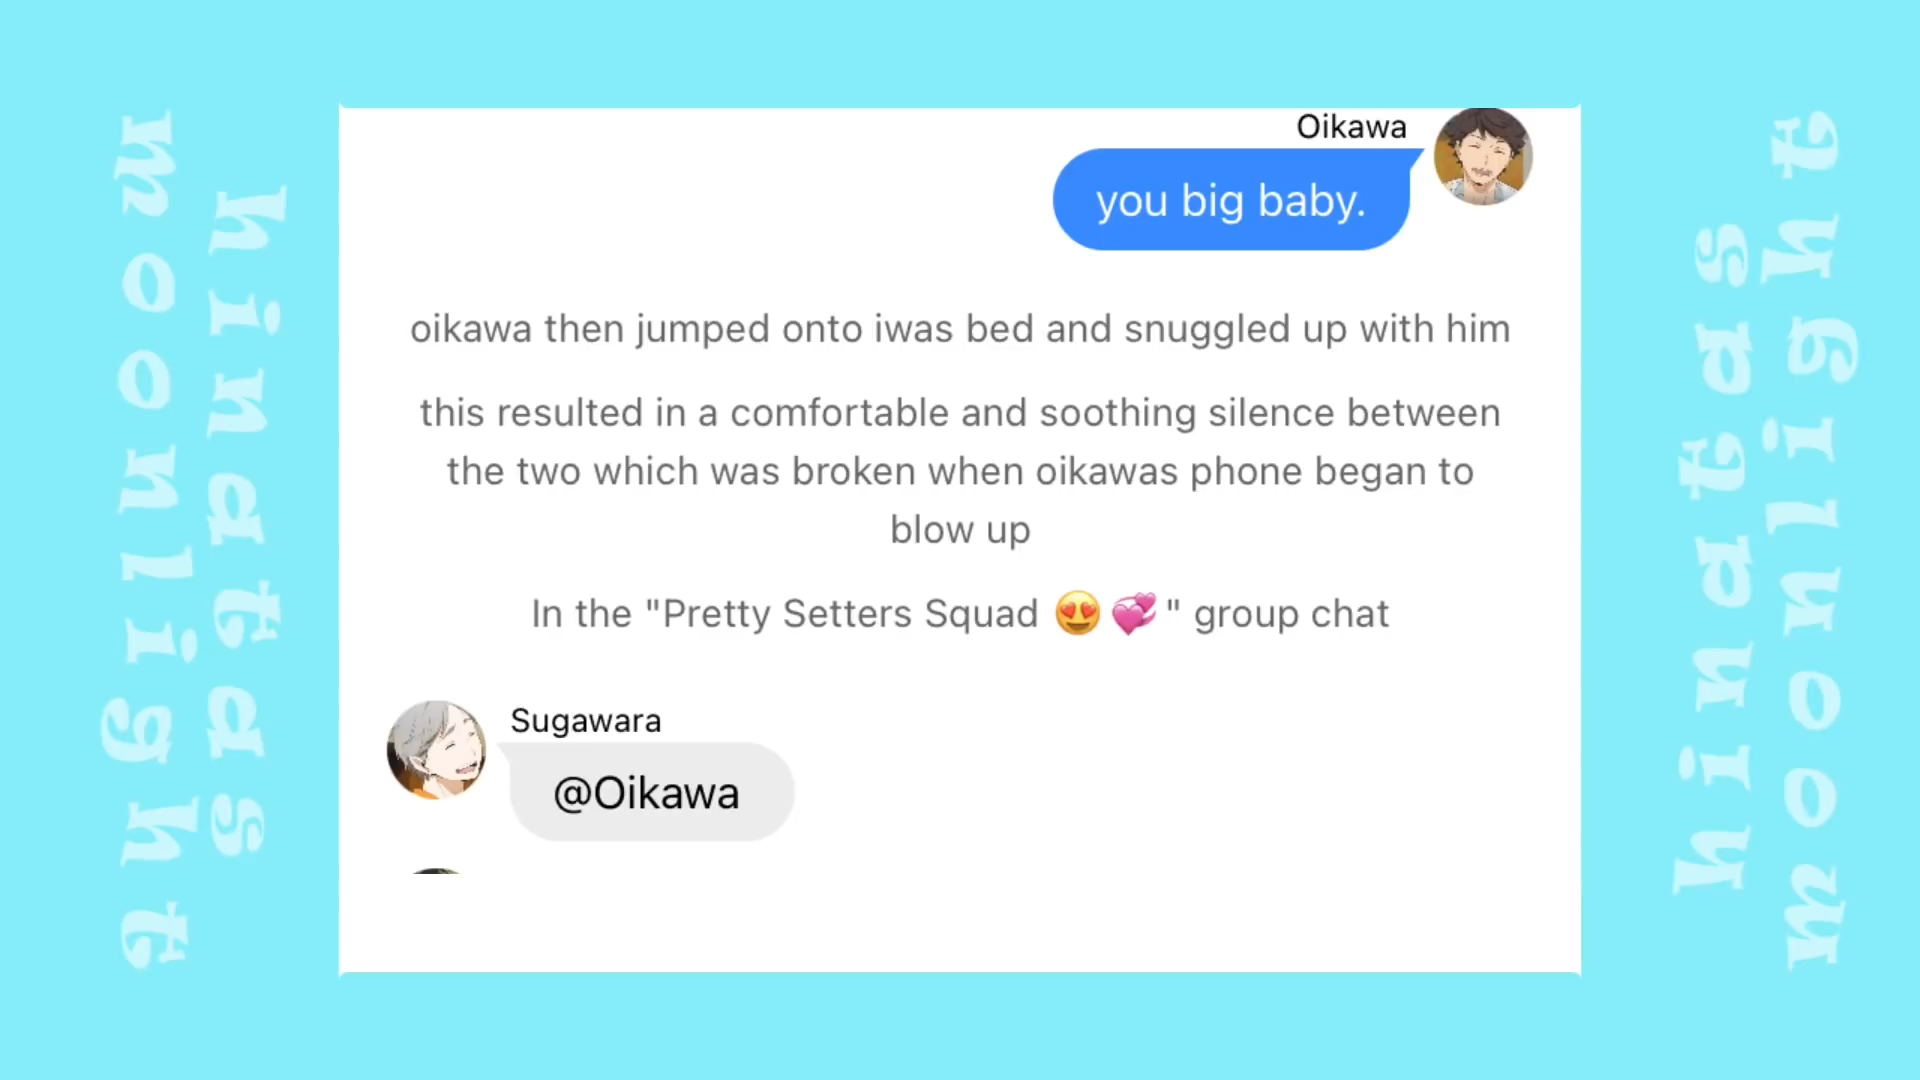 hinatas
moonlight
Oikawa
you big baby.
oikawa then jumped onto iwas bed and snuggled up with him
this resulted in a comfortable and soothing silence between
the two which was broken when oikawas phone began to
blow up
In the "Pretty Setters Squad 😍💞" group chat
Sugawara
@Oikawa
hinatas
moonlight